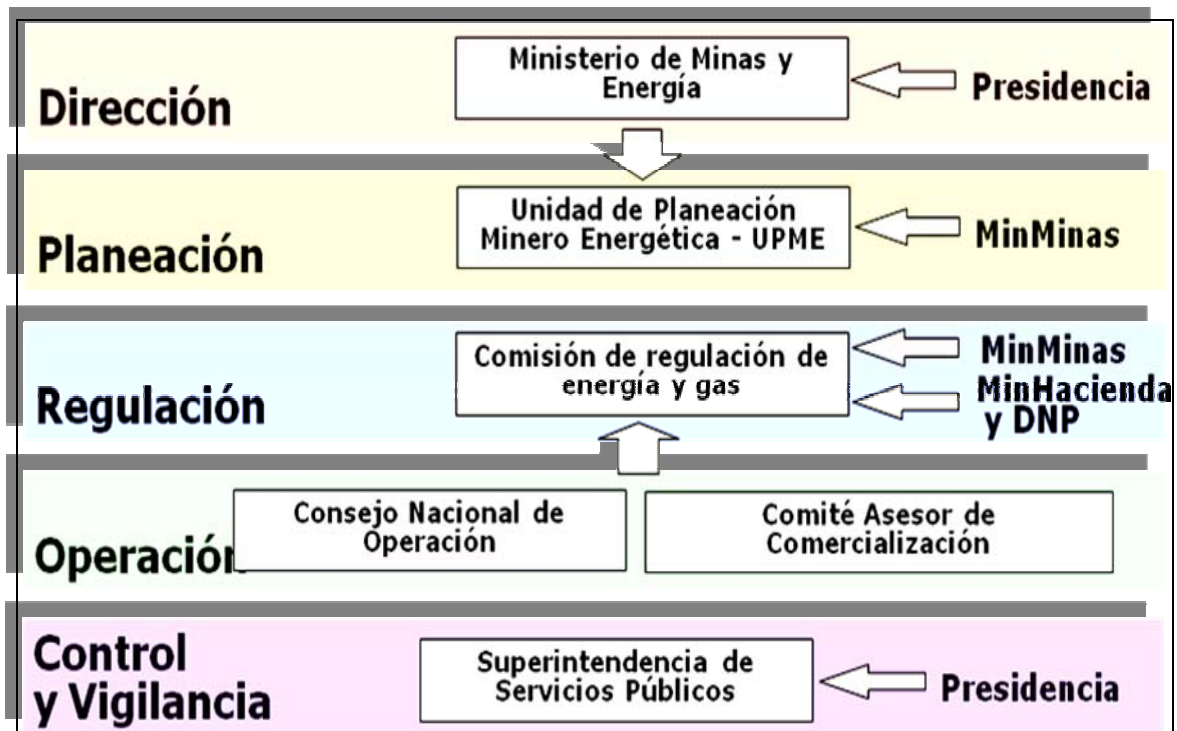 Dirección
Ministerio de Minas y
Energía
Presidencia
Planeación
Unidad de Planeación
Minero Energética - UPME
MinMinas
Regulación
Comisión de regulación de
energía y gas
MinMinas
MinHacienda
y DNP
Operación
Consejo Nacional de
Operación
Comité Asesor de
Comercialización
Control
y Vigilancia
Superintendencia de
Servicios Públicos
Presidencia